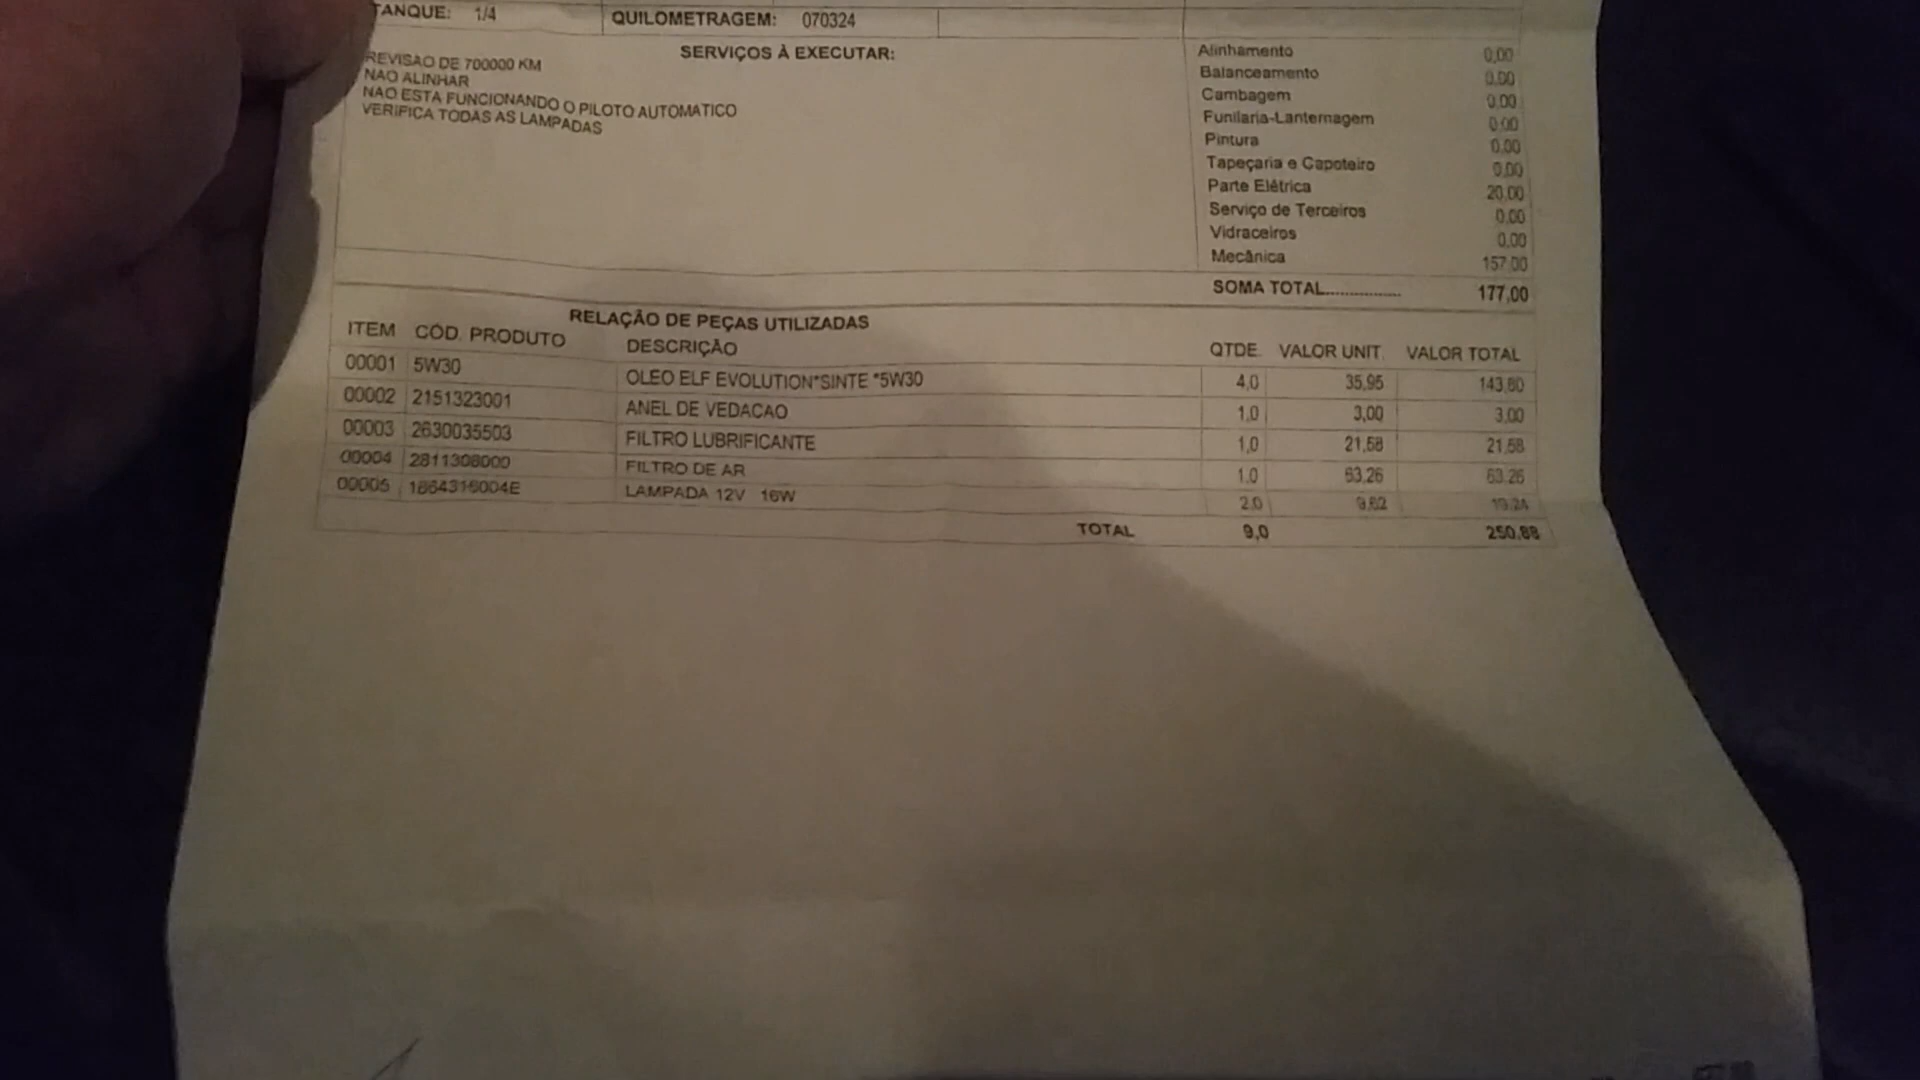 TANQUE: 1/4 QUILOMETRAGEM: 070324
SERVIÇOS À EXECUTAR:
REVISAO DE 700000 KM
NAO ALINHAR
NAO ESTA FUNCIONANDO O PILOTO AUTOMATICO
VERIFICA TODAS AS LAMPADAS
Alinhamento 0,00
Balanceamento 0,00
Cambagem 0,00
Funilaria-Lanternagem 0,00
Pintura 0,00
Tapeçaria e Capoteiro 0,00
Parte Elétrica 20,00
Serviço de Terceiros 0,00
Vidraceiros 0,00
Mecânica 157,00
SOMA TOTAL................ 177,00
RELAÇÃO DE PEÇAS UTILIZADAS
ITEM CÓD. PRODUTO DESCRIÇÃO QTDE. VALOR UNIT. VALOR TOTAL
00001 5W30 OLEO ELF EVOLUTION*SINTE *5W30 4,0 35,95 143,80
00002 2151323001 ANEL DE VEDACAO 1,0 3,00 3,00
00003 2630035503 FILTRO LUBRIFICANTE 1,0 21,58 21,58
00004 2811308000 FILTRO DE AR 1,0 63,26 63,26
00005 1864316004E LAMPADA 12V 16W 2,0 9,62 19,24
TOTAL 9,0 250,88